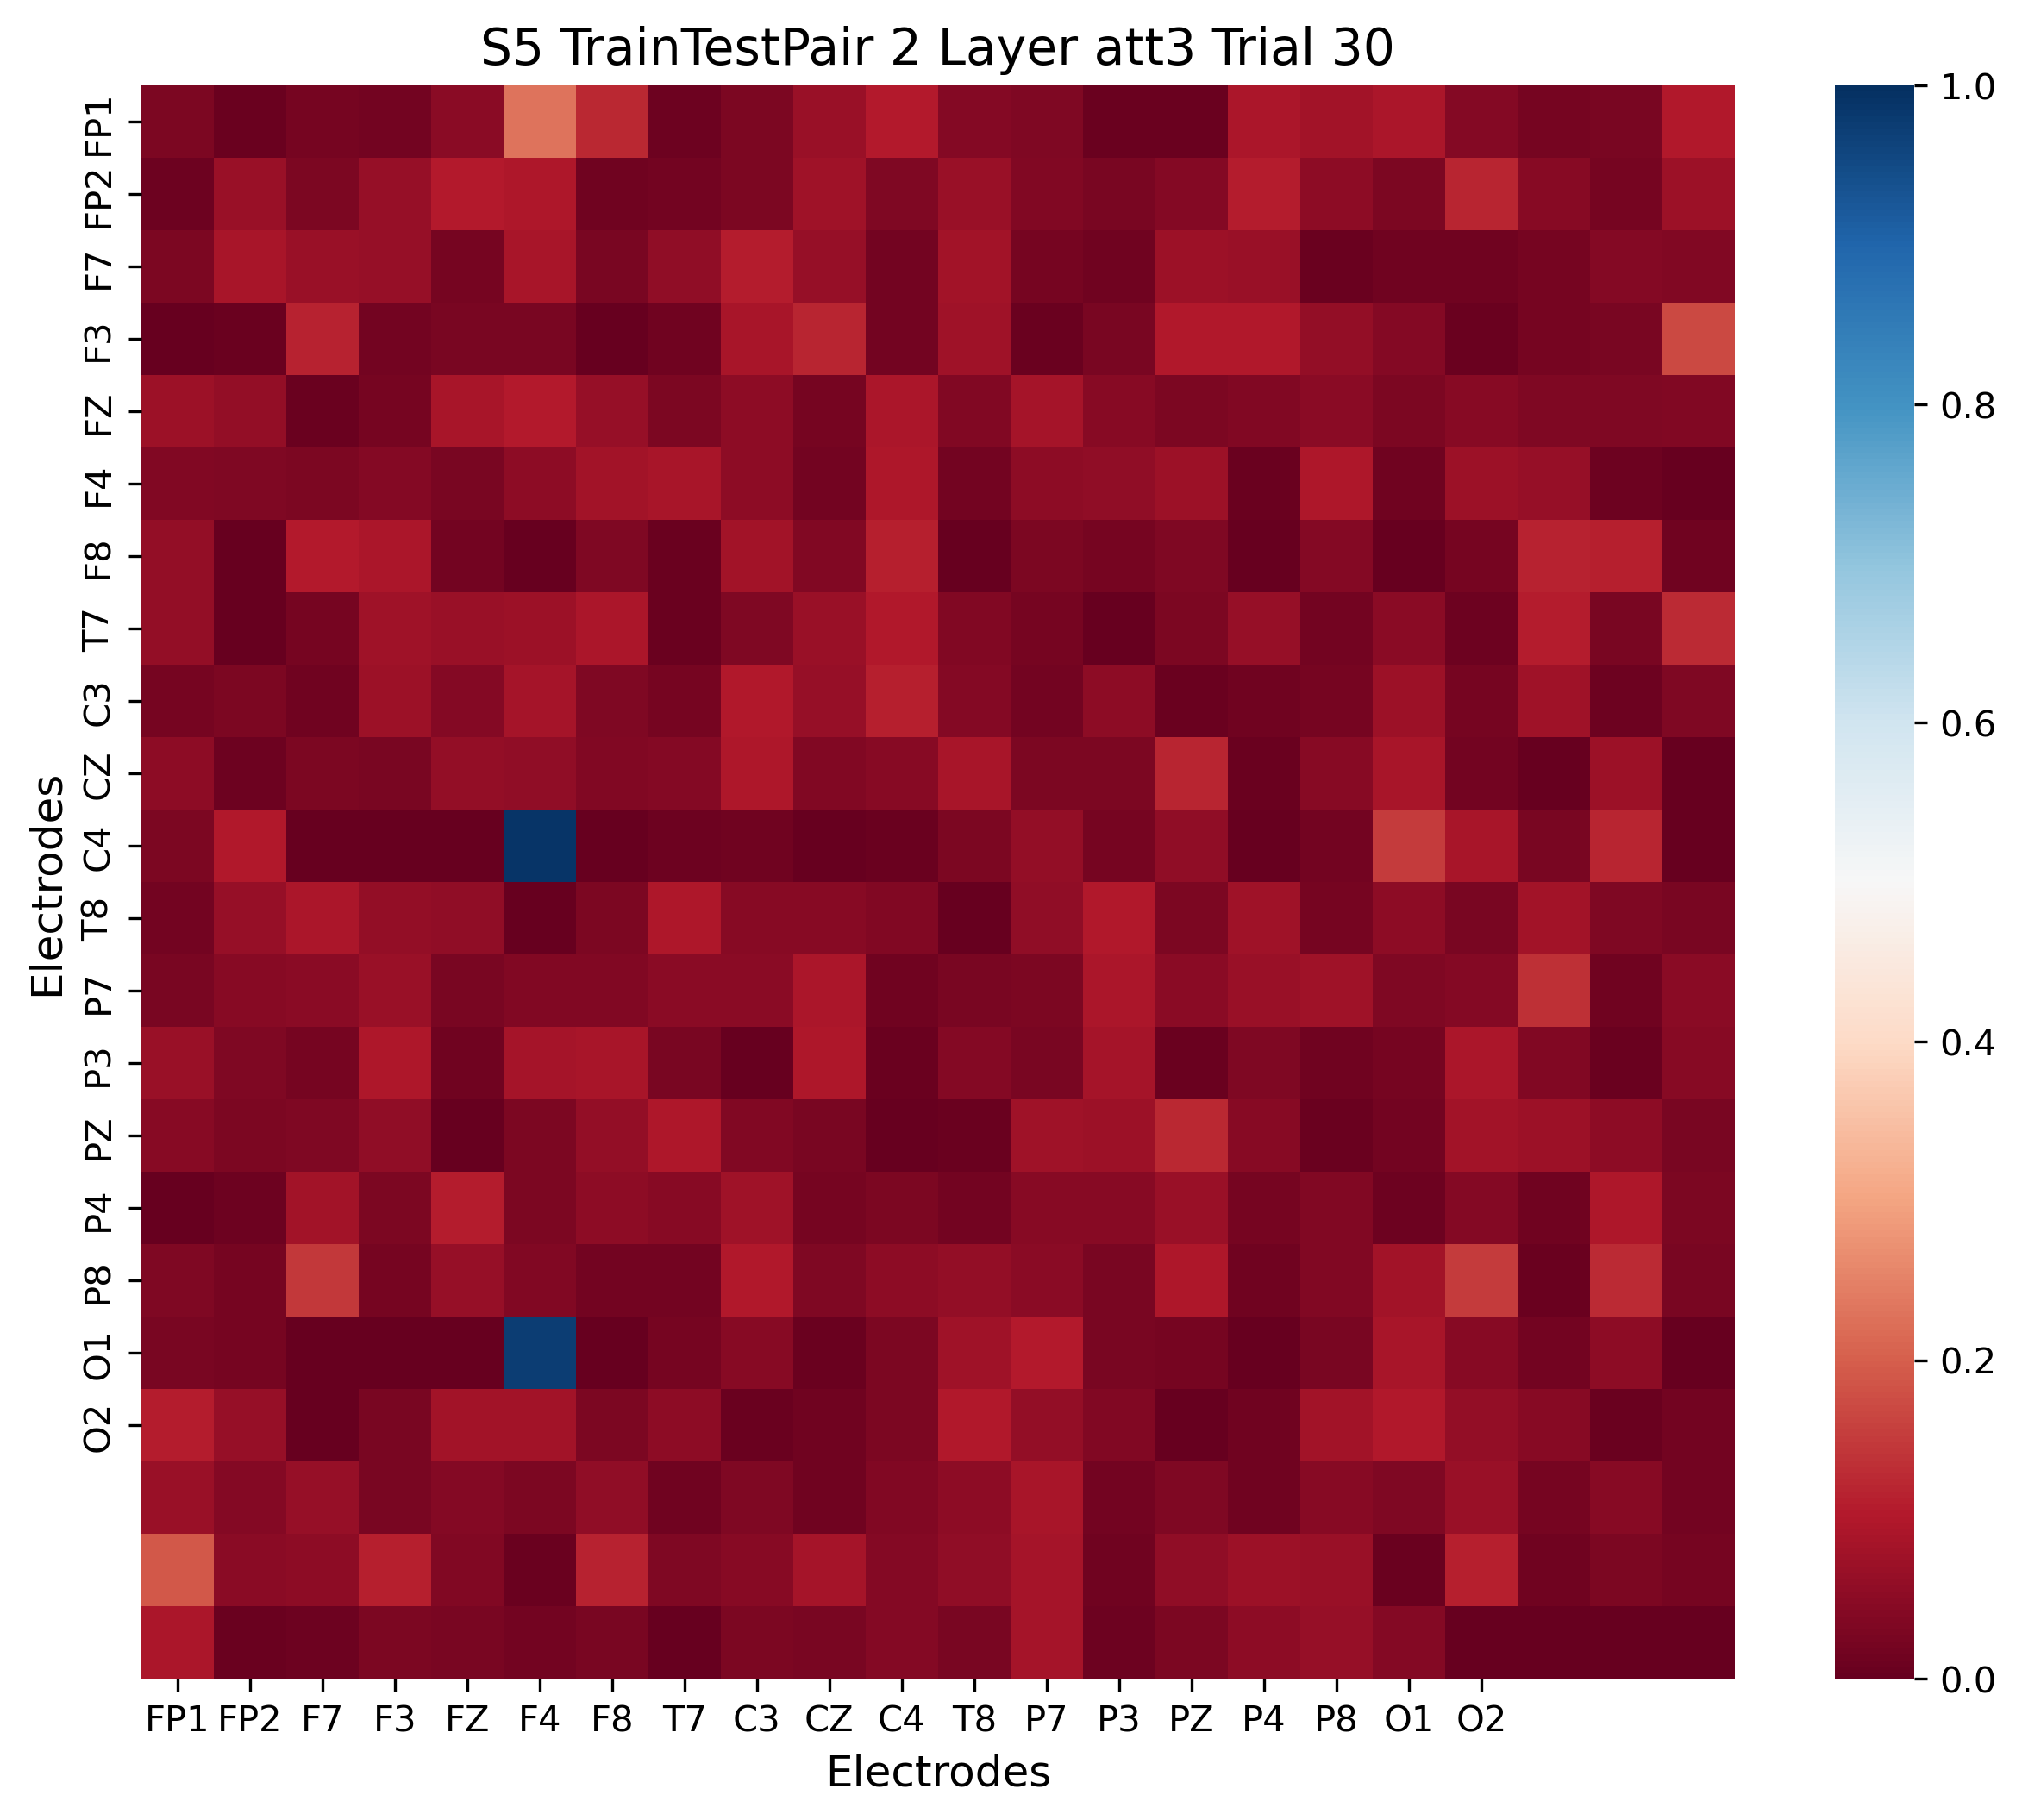 S5 TrainTestPair 2 Layer att3 Trial 30
Electrodes
FP1
FP2
F7
F3
FZ
F4
F8
T7
C3
CZ
C4
T8
P7
P3
PZ
P4
P8
O1
O2
1.0
0.8
0.6
0.4
0.2
0.0
FP1 FP2 F7 F3 FZ F4 F8 T7 C3 CZ C4 T8 P7 P3 PZ P4 P8 O1 O2
Electrodes